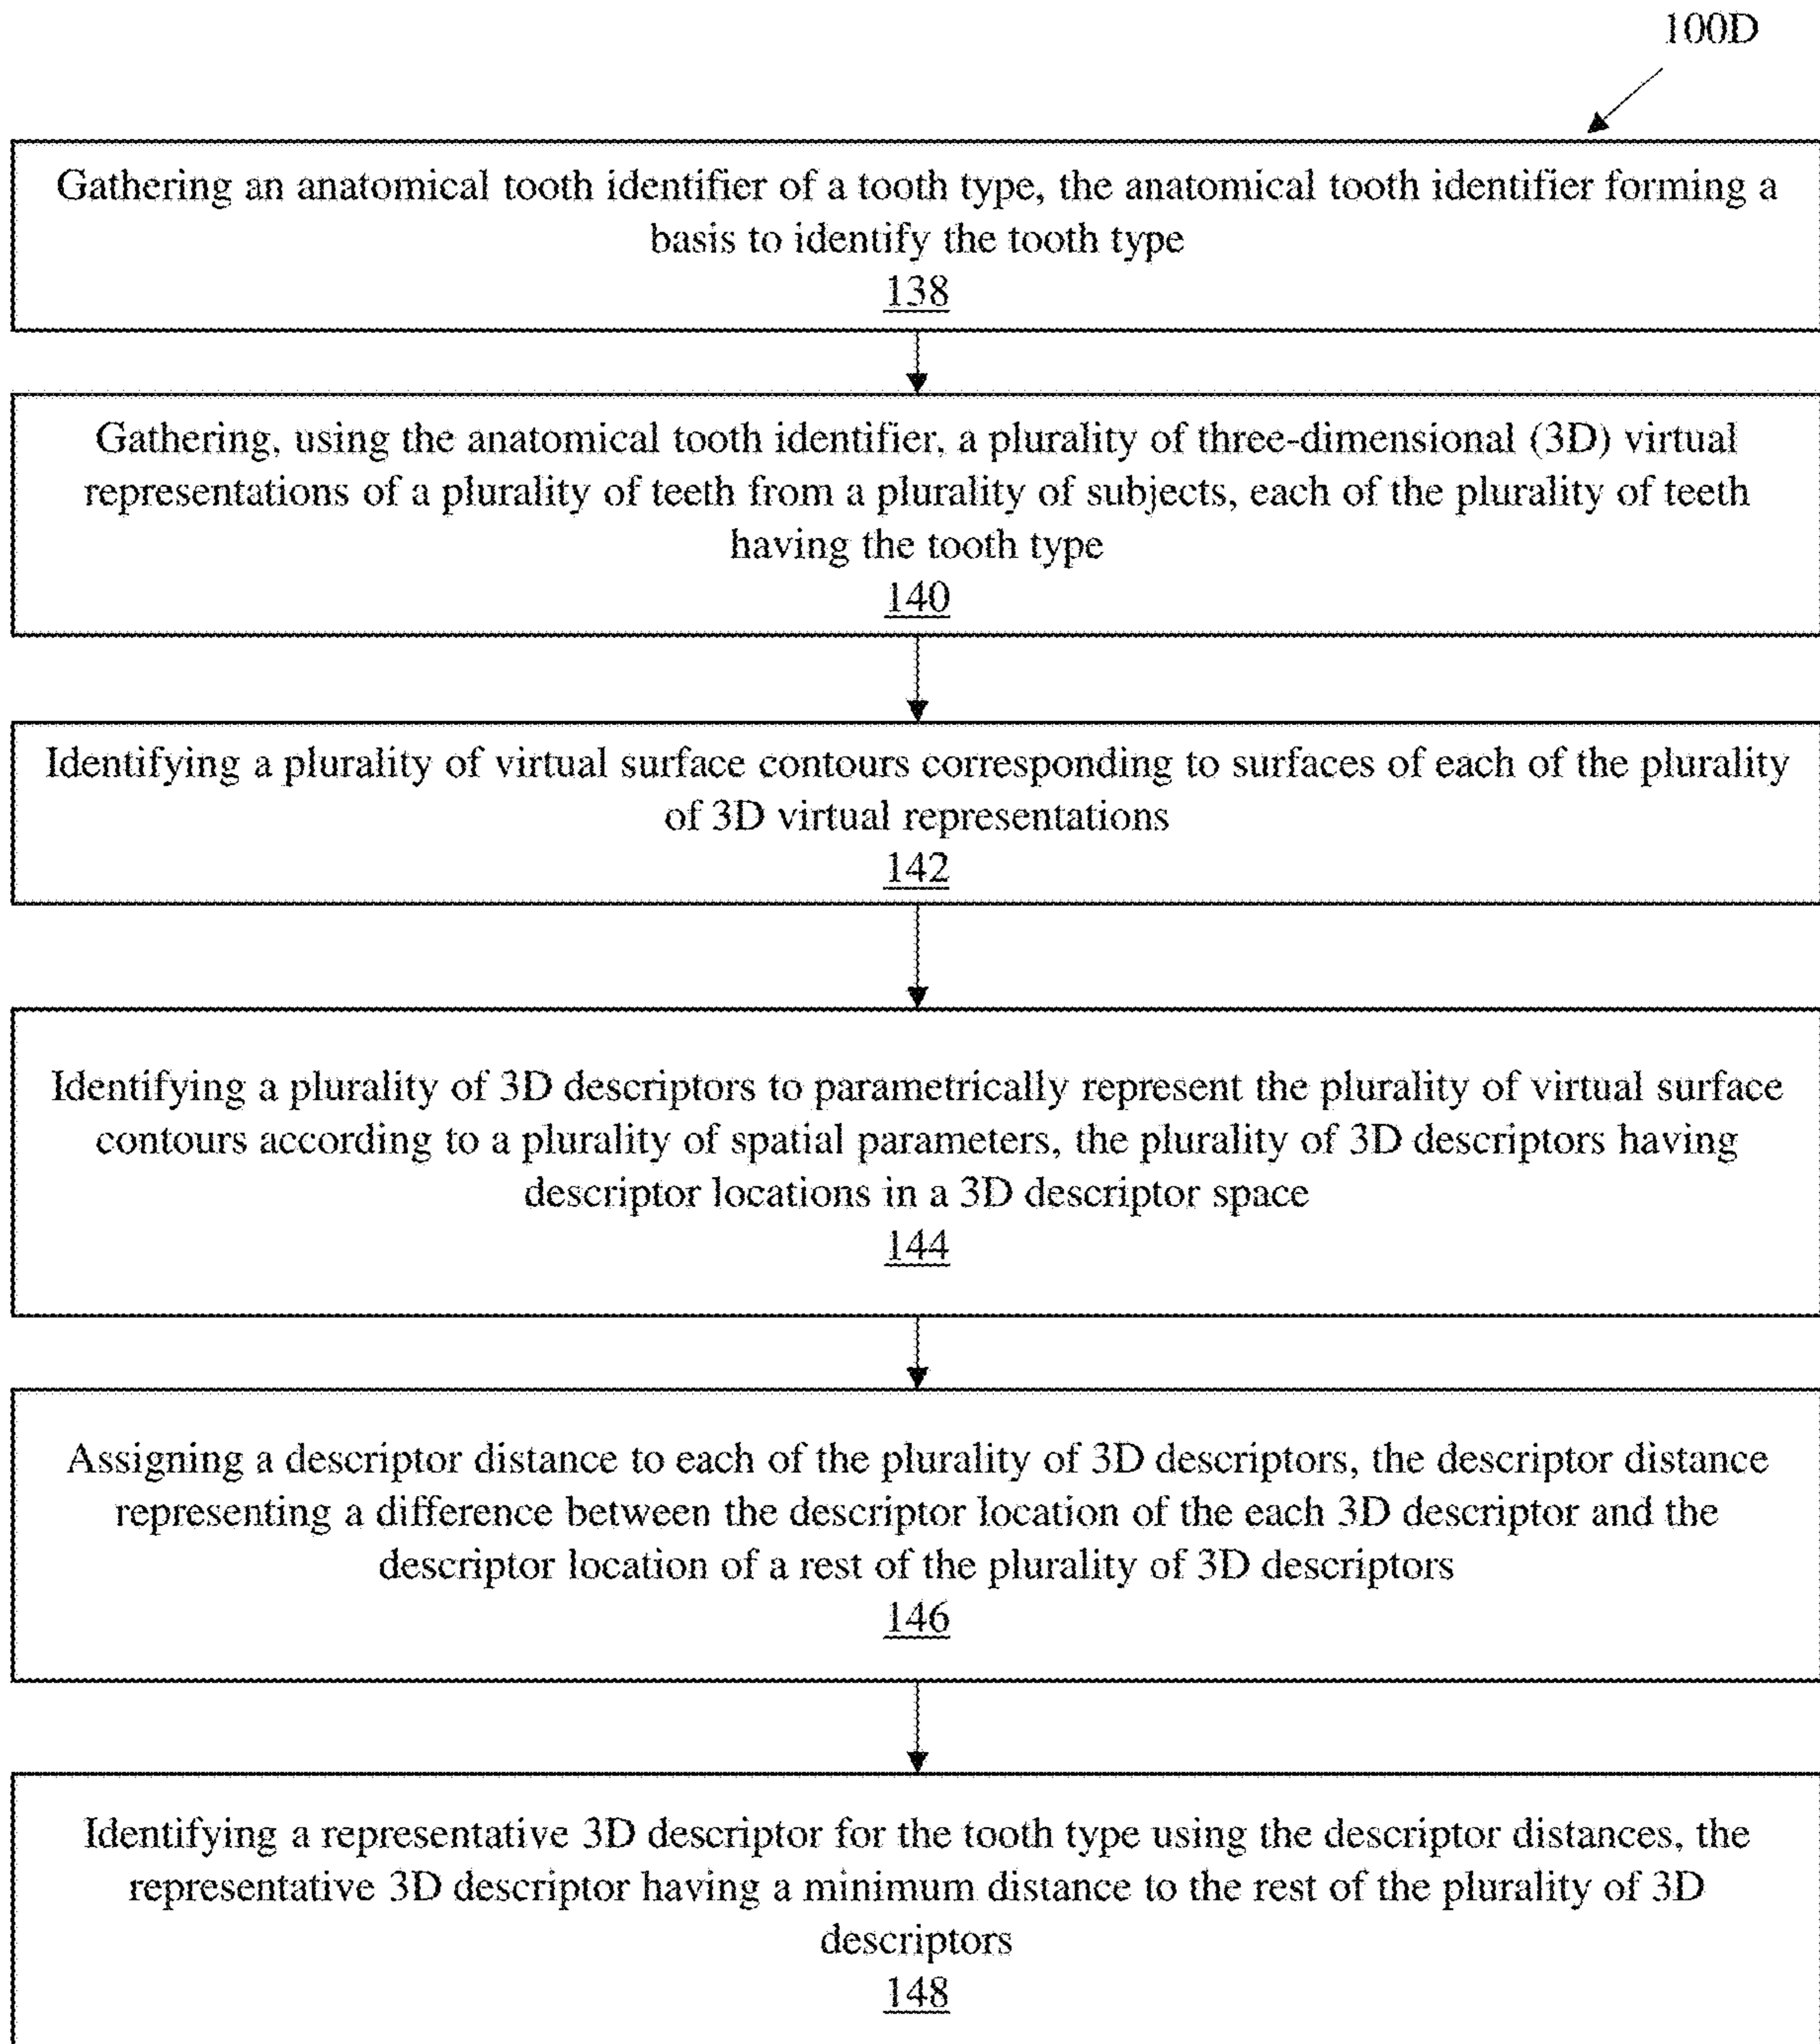 100D
Gathering an anatomical tooth identifier of a tooth type, the anatomical tooth identifier forming a
basis to identify the tooth type
138
Gathering, using the anatomical tooth identifier, a plurality of three-dimensional (3D) virtual
representations of a plurality of teeth from a plurality of subjects, each of the plurality of teeth
having the tooth type
140
Identifying a plurality of virtual surface contours corresponding to surfaces of each of the plurality
of 3D virtual representations
142
Identifying a plurality of 3D descriptors to parametrically represent the plurality of virtual surface
contours according to a plurality of spatial parameters, the plurality of 3D descriptors having
descriptor locations in a 3D descriptor space
144
Assigning a descriptor distance to each of the plurality of 3D descriptors, the descriptor distance
representing a difference between the descriptor location of the each 3D descriptor and the
descriptor location of a rest of the plurality of 3D descriptors
146
Identifying a representative 3D descriptor for the tooth type using the descriptor distances, the
representative 3D descriptor having a minimum distance to the rest of the plurality of 3D
descriptors
148